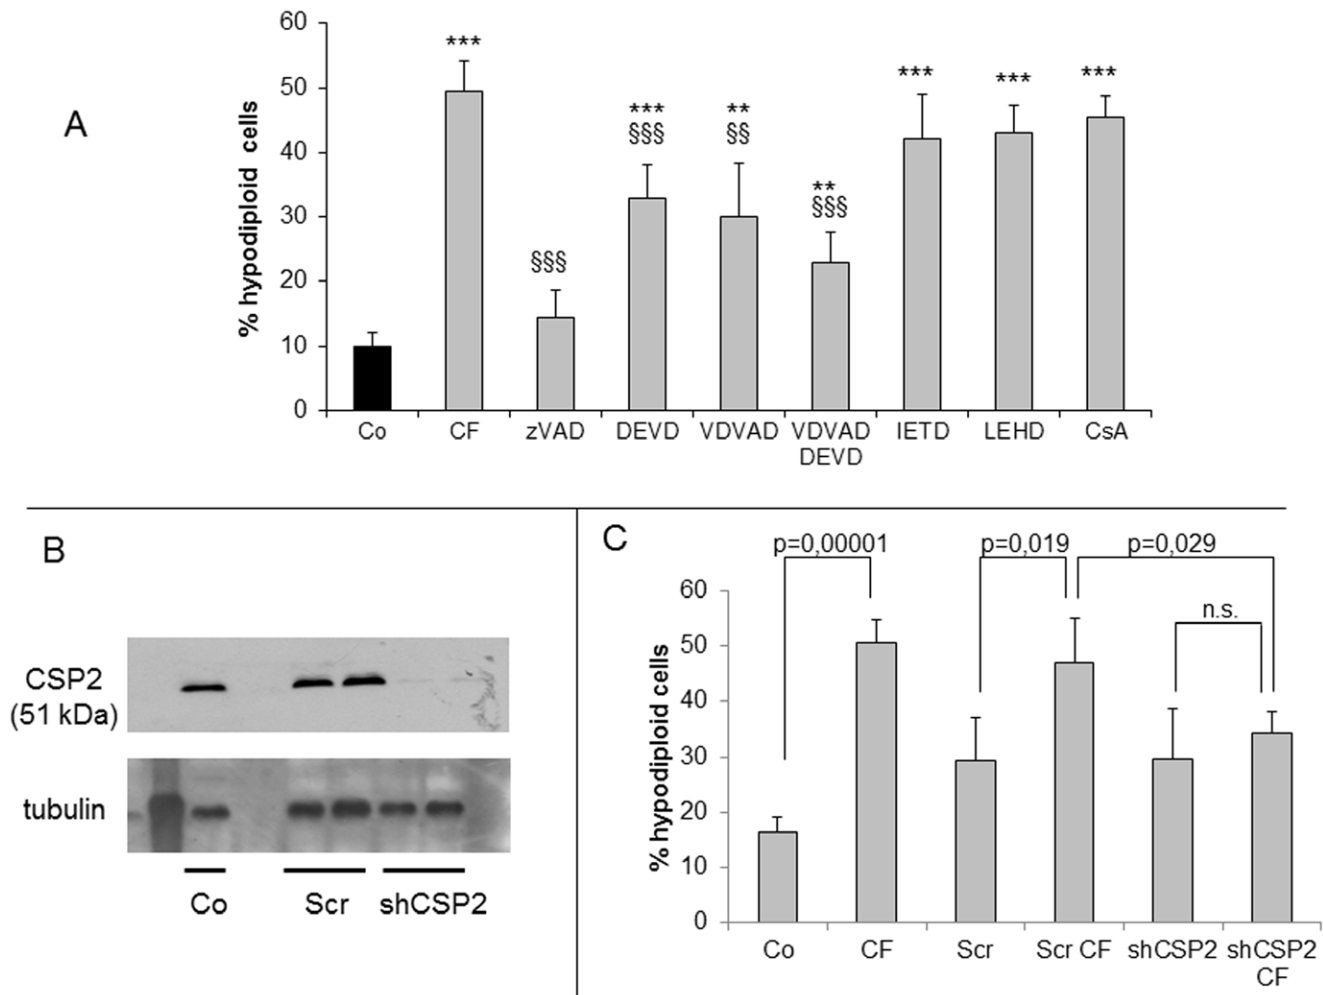 A
% hypodiploid cells
60
50
40
30
20
10
0
***
§§§
***
§§§
**
§§
**
§§§
***
***
***
Co CF zVAD DEVD VDVAD VDVAD DEVD IETD LEHD CsA
B
CSP2
(51 kDa)
tubulin
Co Scr shCSP2
C
p=0,00001 p=0,019 p=0,029
n.s.
% hypodiploid cells
60
50
40
30
20
10
0
Co CF Scr Scr CF shCSP2 shCSP2 CF